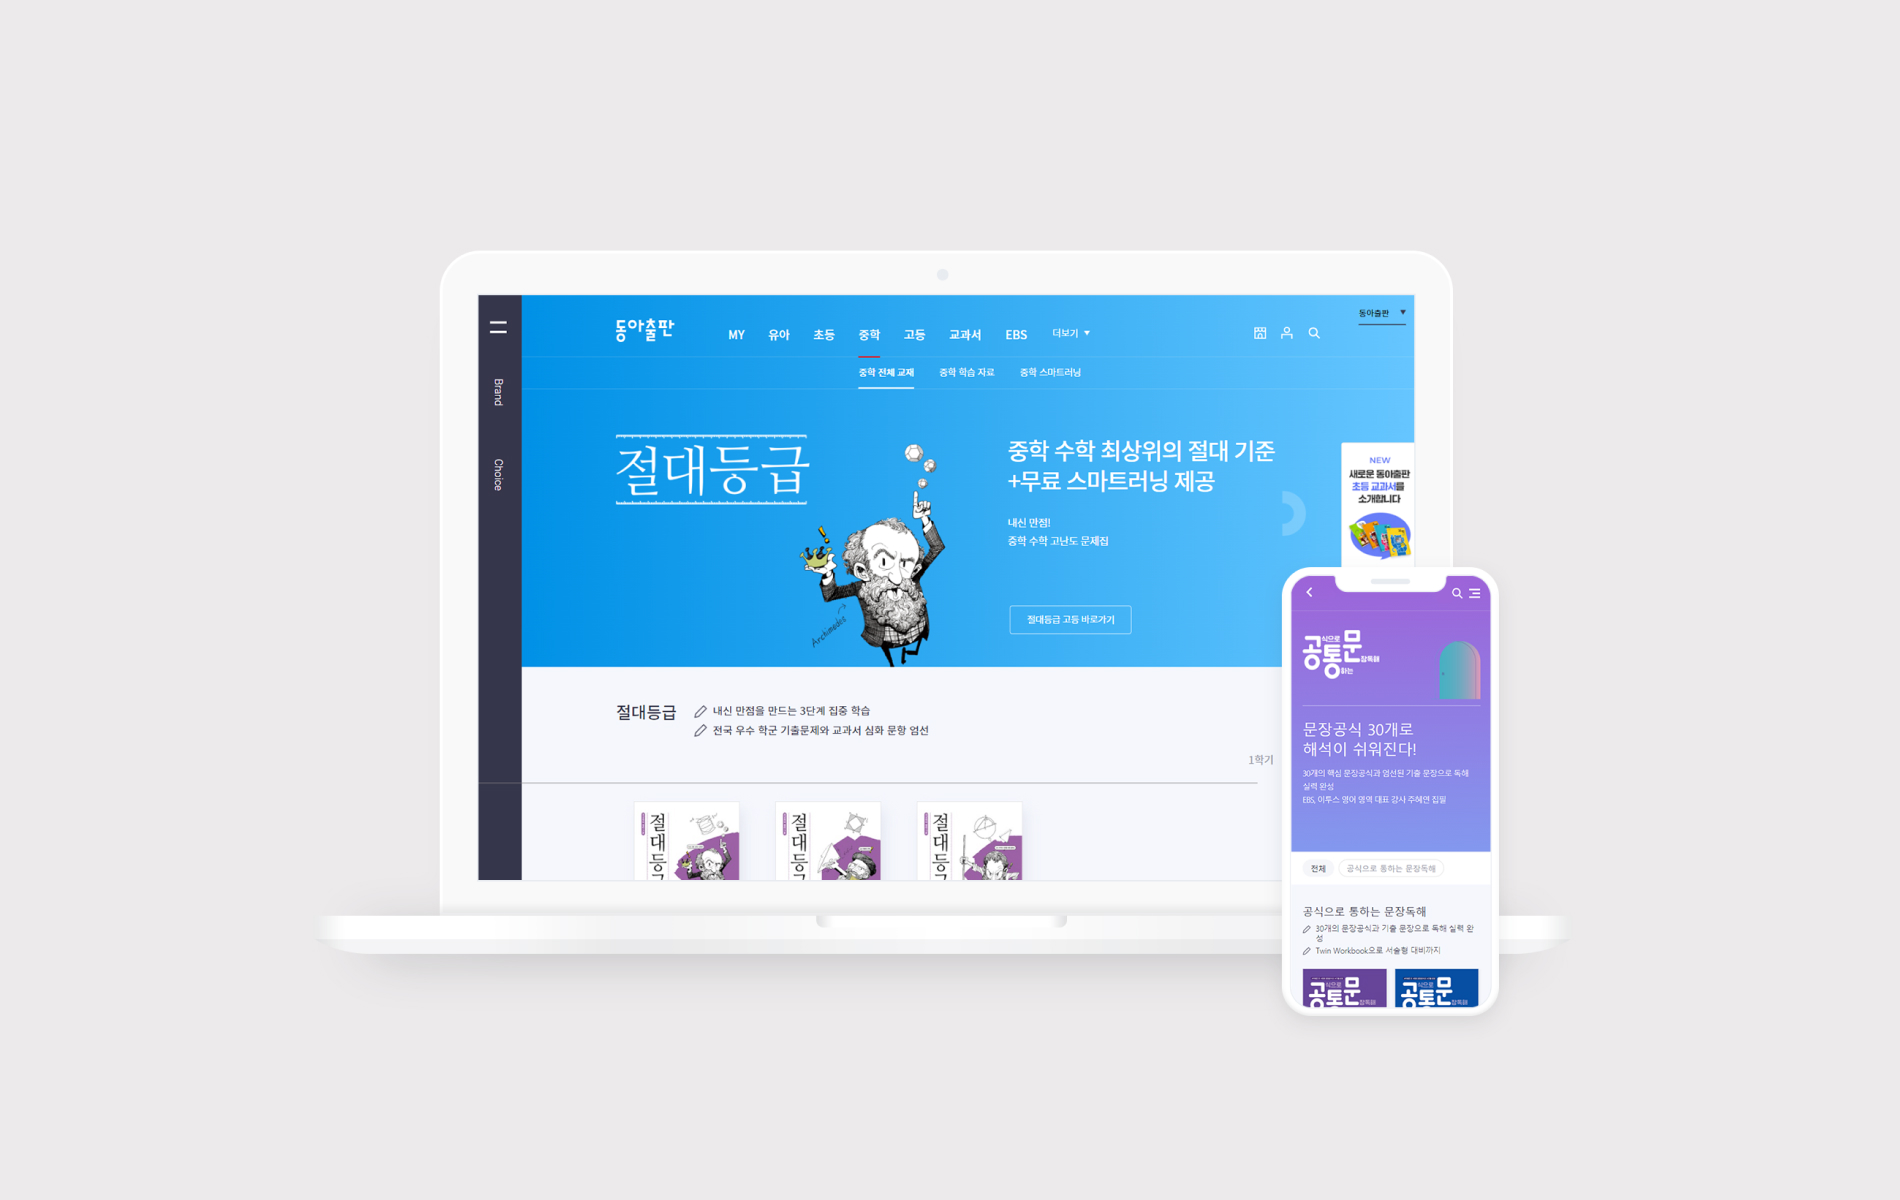 동아출판
MY 유아 초등 중학 고등 교과서 EBS 더보기
동아출판
중학 전체 교재 중학 학습 자료 중학 스마트러닝
Brand
Choice
절대등급
중학 수학 최상위의 절대 기준
+무료 스마트러닝 제공
내신 만점!
중학 수학 고난도 문제집
절대등급 고등 바로가기
Archimedes
NEW
새로운 동아출판
초등 교과서를
소개합니다
절대등급
내신 만점을 만드는 3단계 집중 학습
전국 우수 학군 기출문제와 교과서 심화 문항 엄선
1학기
절대등
절대등
절대등
공식으로
통하는
문장독해
문장공식 30개로
해석이 쉬워진다!
30개의 핵심 문장공식과 엄선된 기출 문장으로 독해
실력 완성
EBS, 이투스 영어 영역 대표 강사 주혜연 집필
전체 공식으로 통하는 문장독해
공식으로 통하는 문장독해
30개의 문장공식과 기출 문장으로 독해 실력 완
성
Twin Workbook으로 서술형 대비까지
공식으로 통문장독해
공식으로 통문장독해